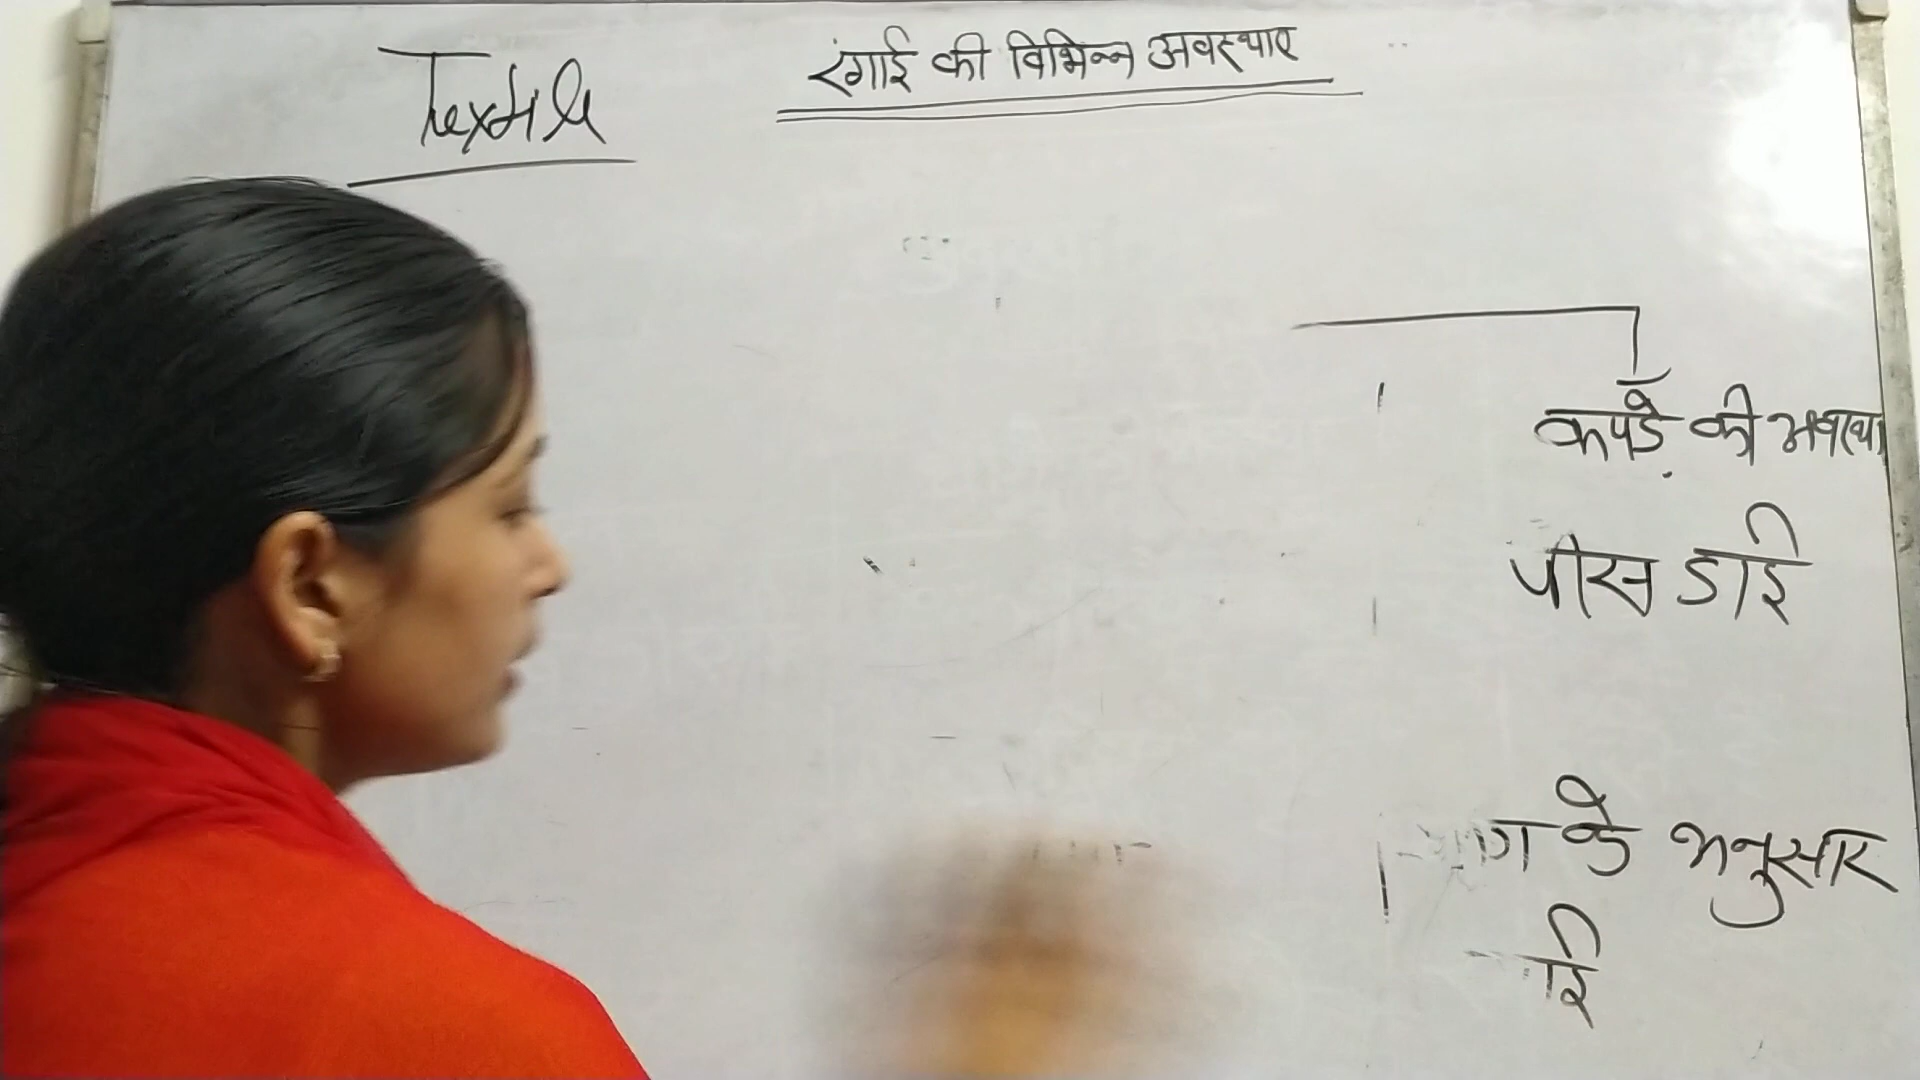 Textile
रंगाई की विभिन्न अवस्थाए
कपड़े की अवस्था
पीस डाई
के अनुसार